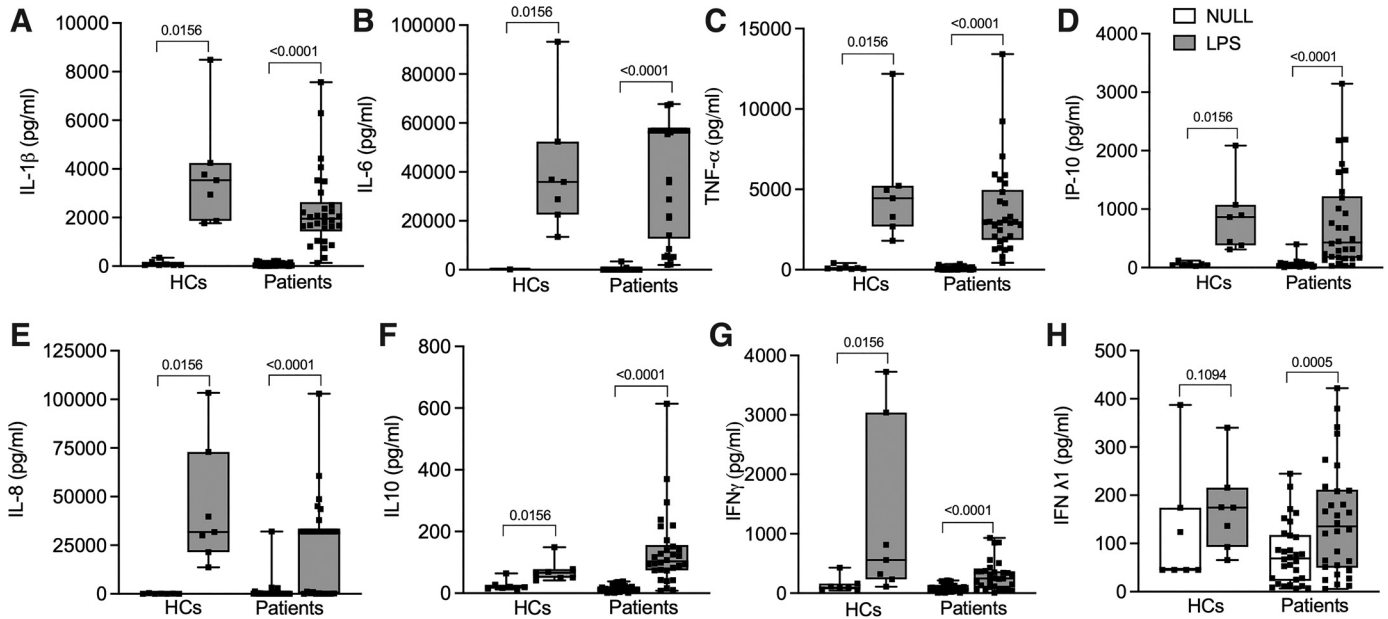 A
IL-1β (pg/ml)
10000
8000
6000
4000
2000
0
0.0156
<0.0001
HCs
Patients
B
IL-6 (pg/ml)
100000
80000
60000
40000
20000
0
0.0156
<0.0001
HCs
Patients
C
TNF-α (pg/ml)
15000
10000
5000
0
0.0156
<0.0001
HCs
Patients
D
IP-10 (pg/ml)
4000
3000
2000
1000
0
0.0156
<0.0001
HCs
Patients
NULL
LPS
E
IL-8 (pg/ml)
125000
100000
75000
50000
25000
0
0.0156
<0.0001
HCs
Patients
F
IL10 (pg/ml)
800
600
400
200
0
0.0156
<0.0001
HCs
Patients
G
IFNγ (pg/ml)
4000
3000
2000
1000
0
0.0156
<0.0001
HCs
Patients
H
IFN λ1 (pg/ml)
500
400
300
200
100
0
0.1094
0.0005
HCs
Patients